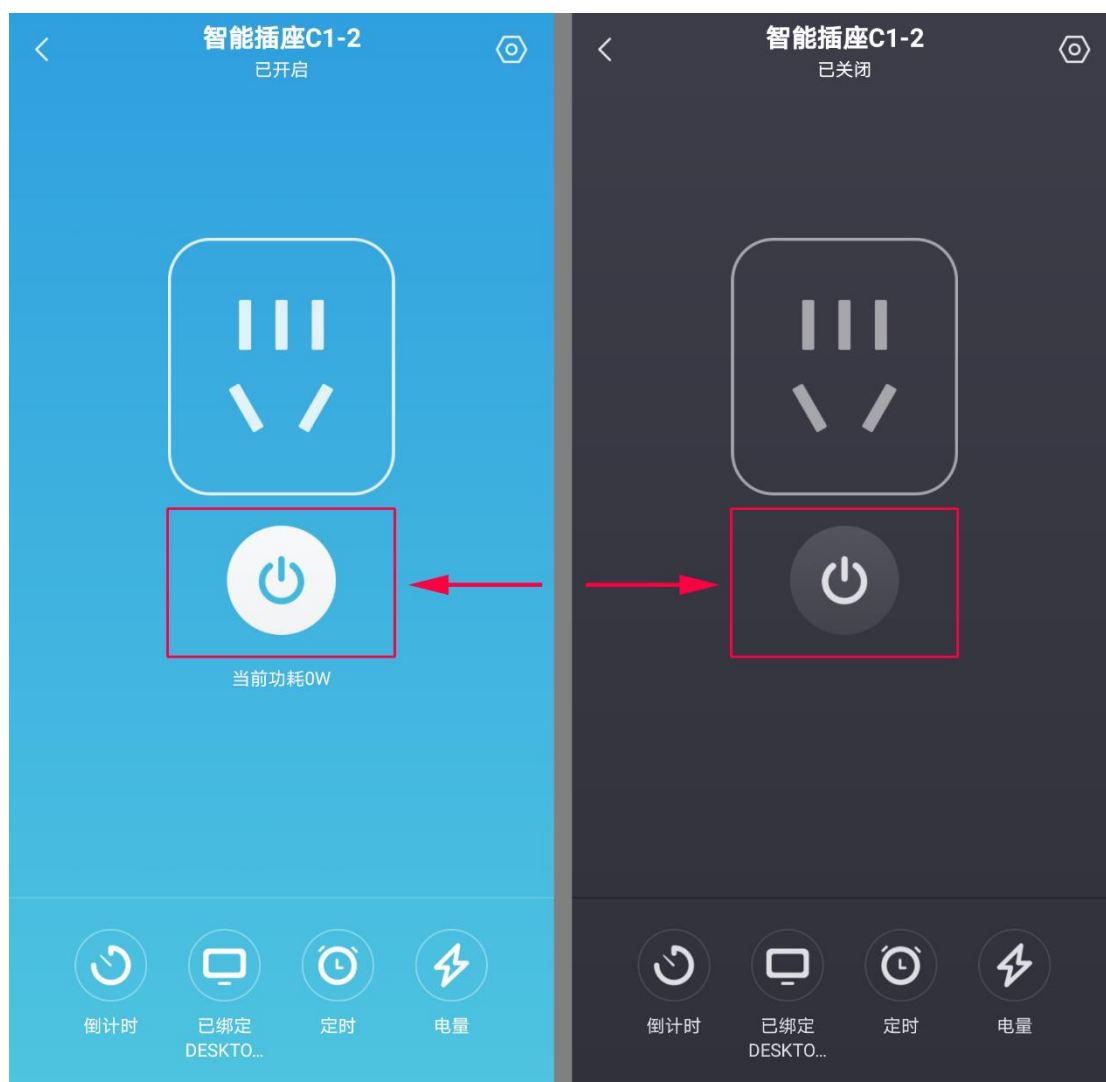 智能插座C1-2
已开启
当前功耗0W
倒计时
已绑定
DESKTO...
定时
电量
智能插座C1-2
已关闭
倒计时
已绑定
DESKTO...
定时
电量